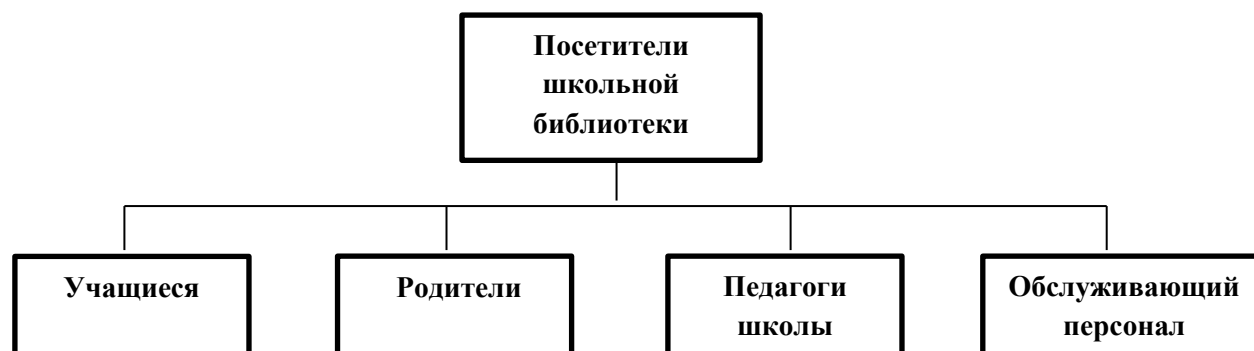 Посетители
школьной
библиотеки
Учащиеся
Родители
Педагоги
школы
Обслуживающий
персонал